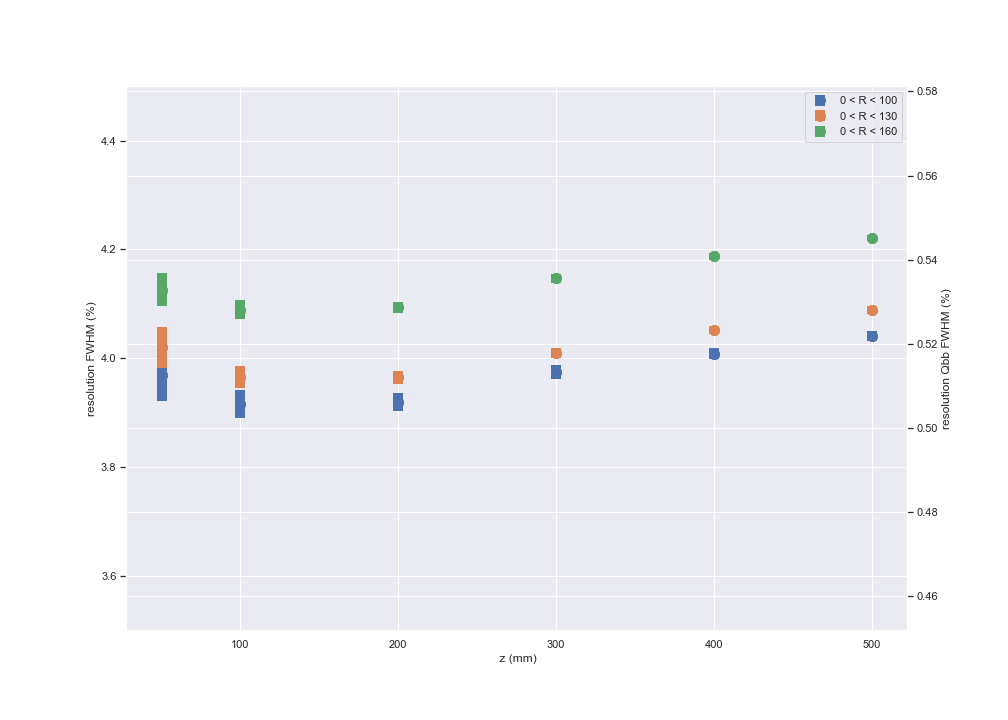 0 < R < 100
0 < R < 130
0 < R < 160
4.4
4.2
4.0
3.8
3.6
resolution FWHM (%)
0.58
0.56
0.54
0.52
0.50
0.48
0.46
resolution Qbb FWHM (%)
100
200
300
400
500
z (mm)